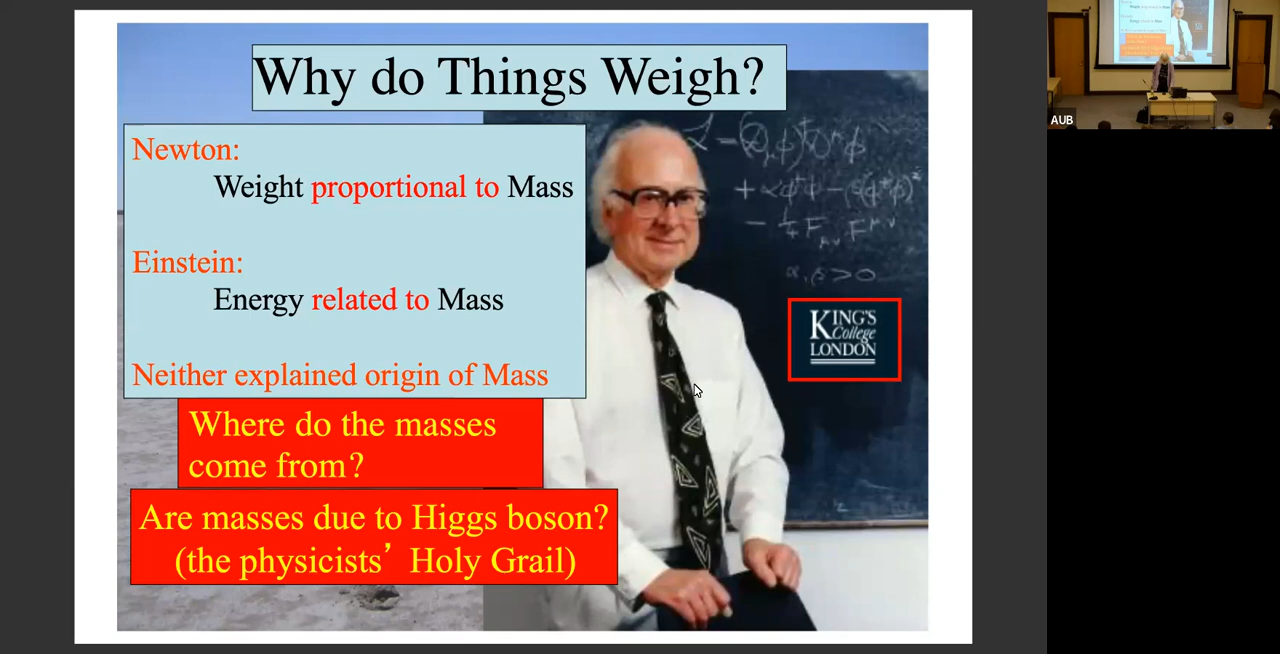 Why do Things Weigh?
Newton:
Weight proportional to Mass
Einstein:
Energy related to Mass
Neither explained origin of Mass
Where do the masses
come from?
Are masses due to Higgs boson?
(the physicists’ Holy Grail)
KING'S
College
LONDON
AUB